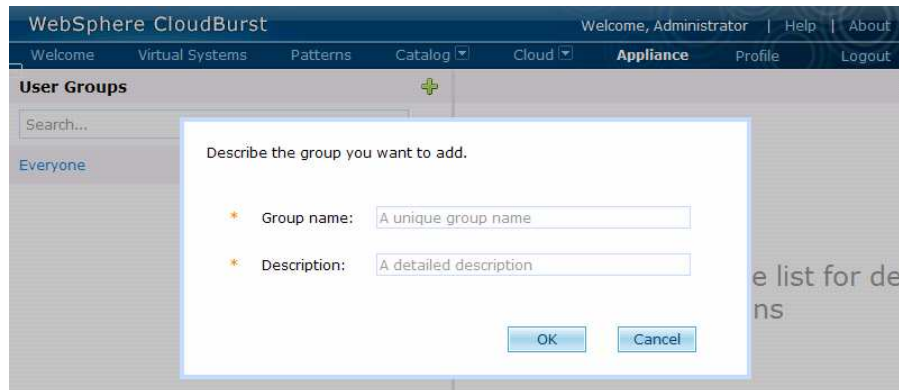 WebSphere CloudBurst
Welcome, Administrator | Help | About
Welcome Virtual Systems Patterns Catalog Cloud Appliance Profile Logout
User Groups
Search...
Everyone
Describe the group you want to add.
* Group name: A unique group name
* Description: A detailed description
e list for de
ns
OK Cancel